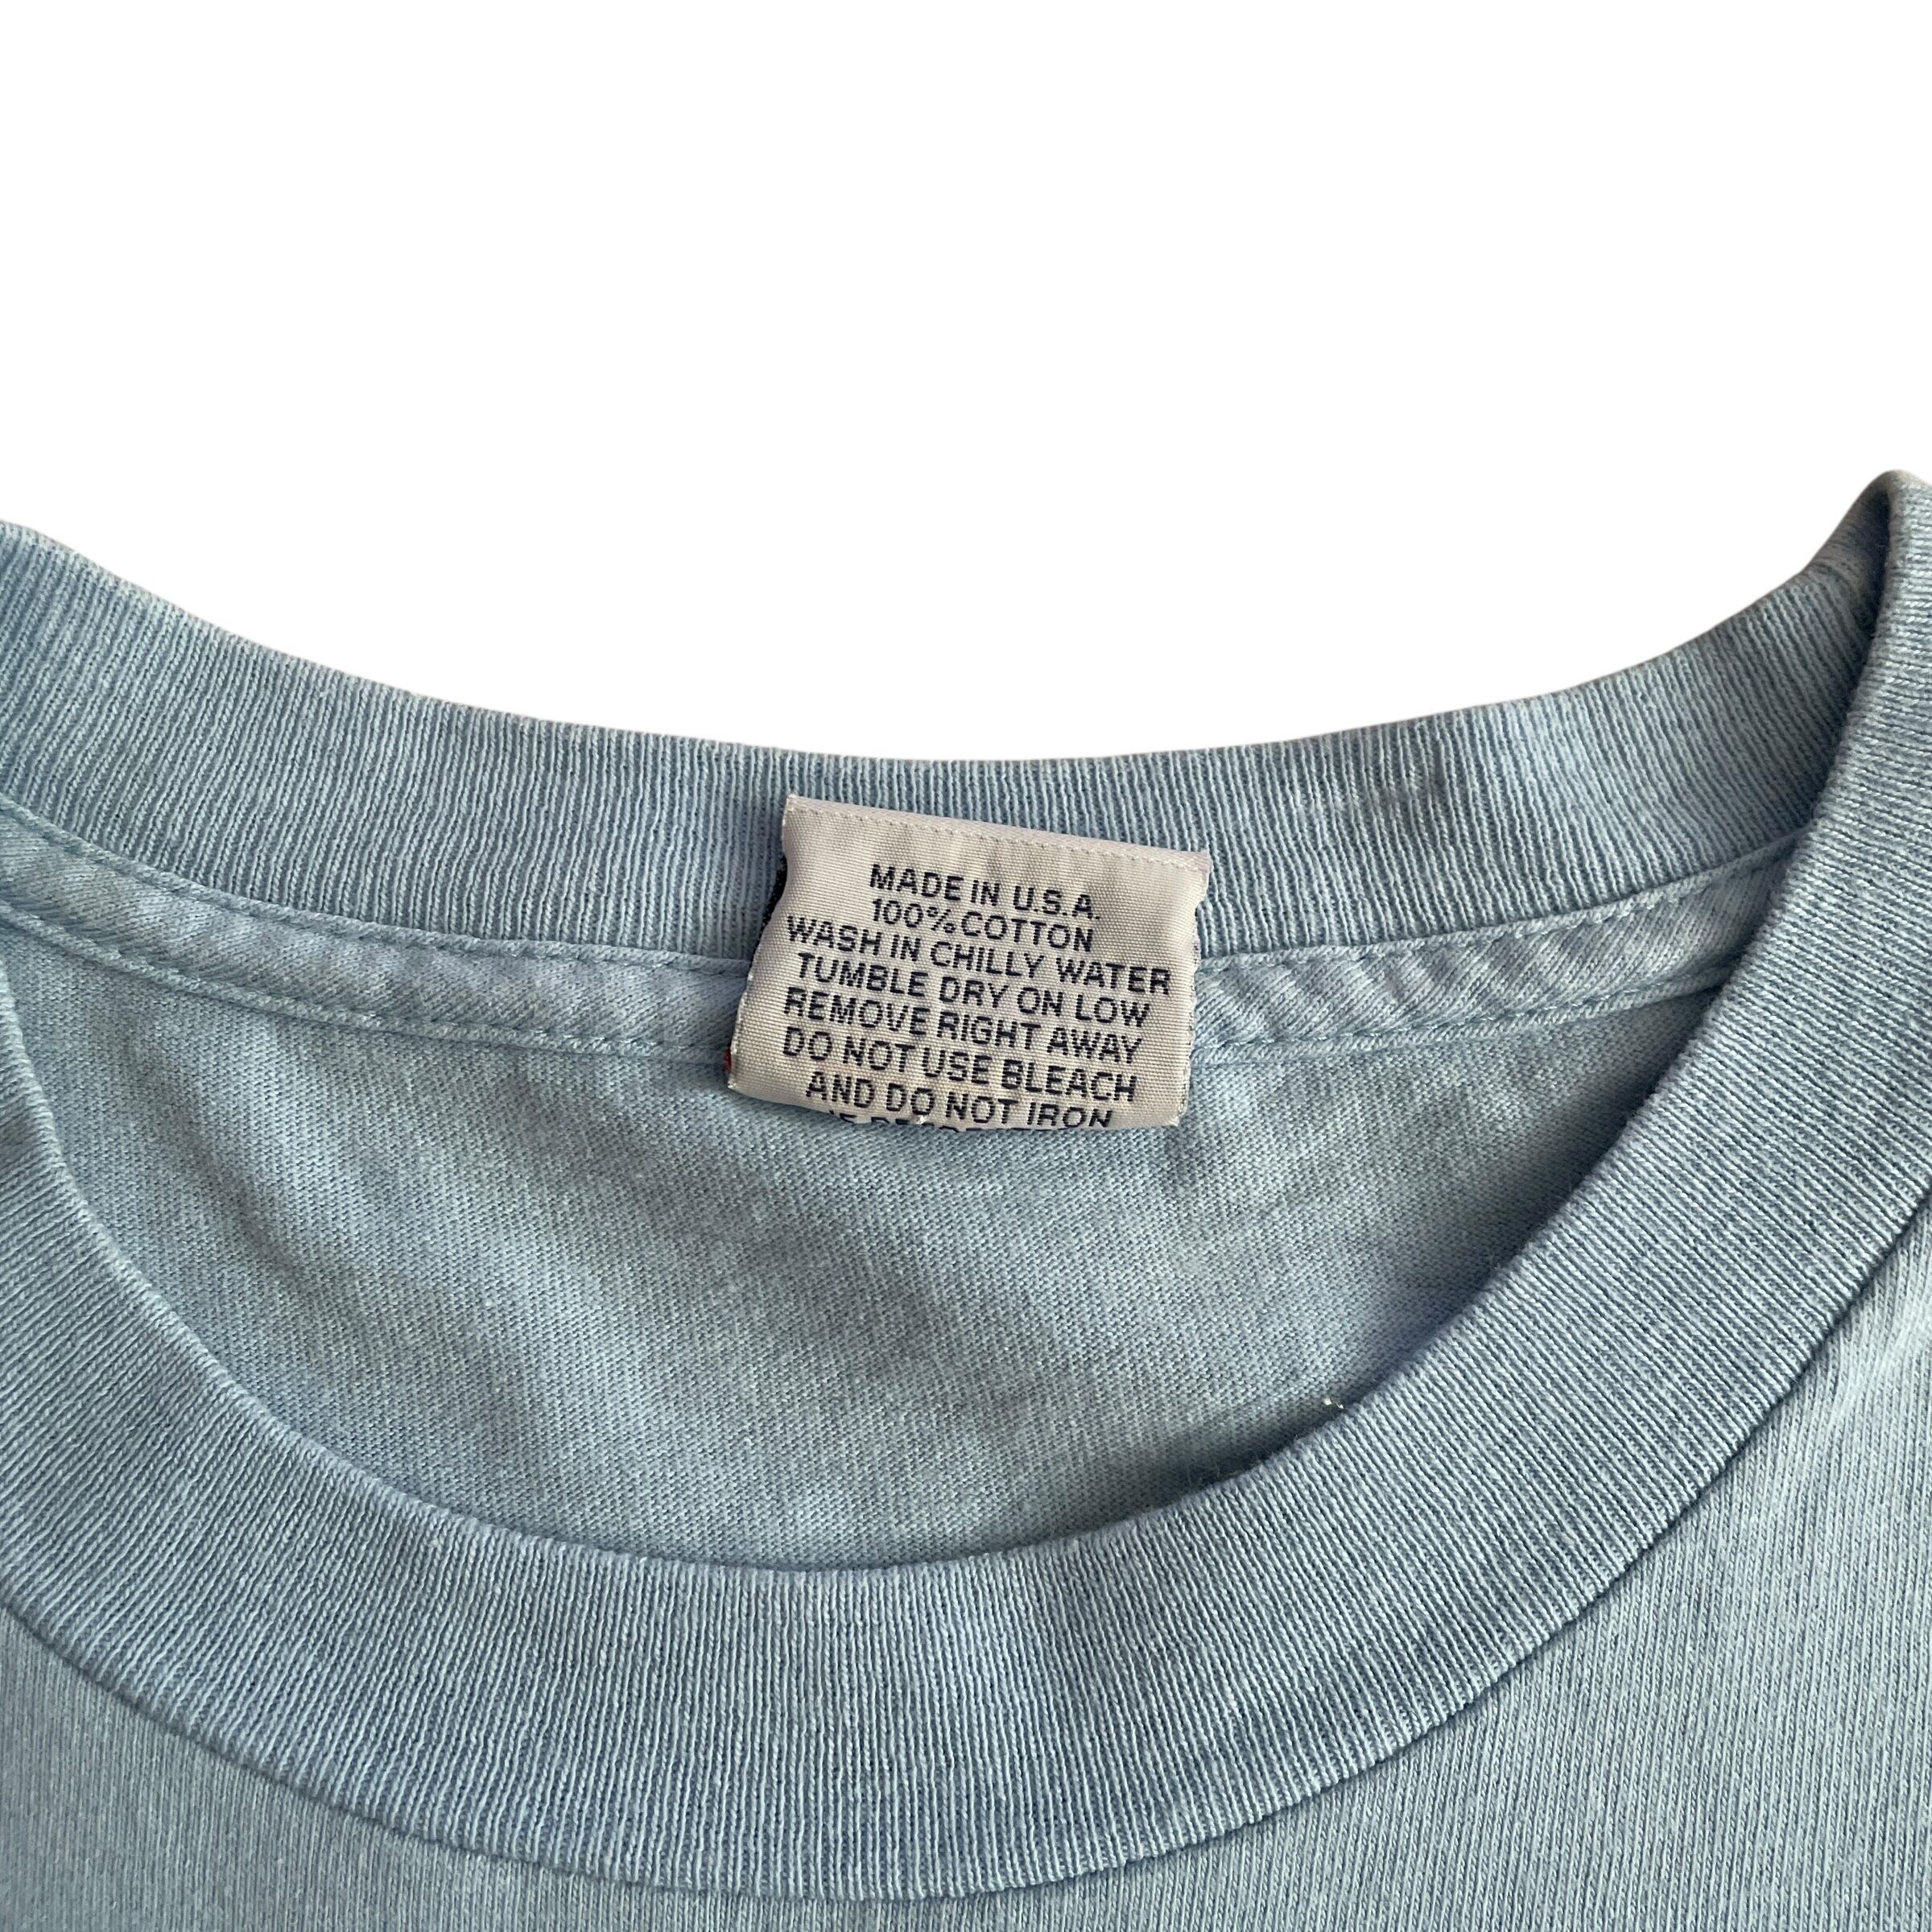 MADE IN U.S.A.
100% COTTON
WASH IN CHILLY WATER
TUMBLE DRY ON LOW
REMOVE RIGHT AWAY
DO NOT USE BLEACH
AND DO NOT IRON